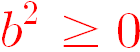 b² ≥ 0